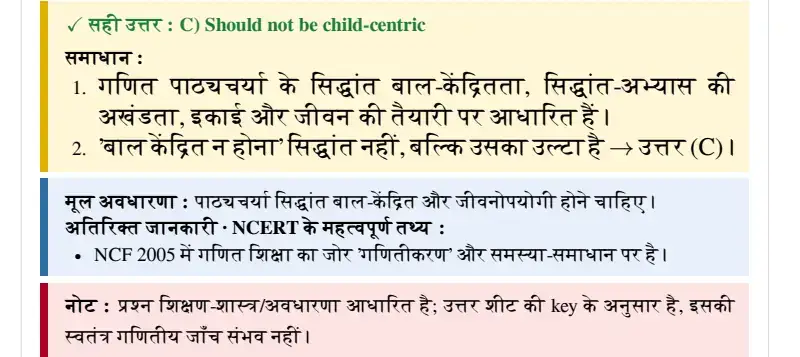 ✓ सही उत्तर : C) Should not be child-centric
समाधान :
1. गणित पाठ्यचर्या के सिद्धांत बाल-केंद्रितता, सिद्धांत-अभ्यास की
अखंडता, इकाई और जीवन की तैयारी पर आधारित हैं।
2. 'बाल केंद्रित न होना' सिद्धांत नहीं, बल्कि उसका उल्टा है → उत्तर (C)।
मूल अवधारणा : पाठ्यचर्या सिद्धांत बाल-केंद्रित और जीवनोपयोगी होने चाहिए।
अतिरिक्त जानकारी · NCERT के महत्वपूर्ण तथ्य :
• NCF 2005 में गणित शिक्षा का जोर 'गणितीकरण' और समस्या-समाधान पर है।
नोट : प्रश्न शिक्षण-शास्त्र/अवधारणा आधारित है; उत्तर शीट की key के अनुसार है, इसकी
स्वतंत्र गणितीय जाँच संभव नहीं।